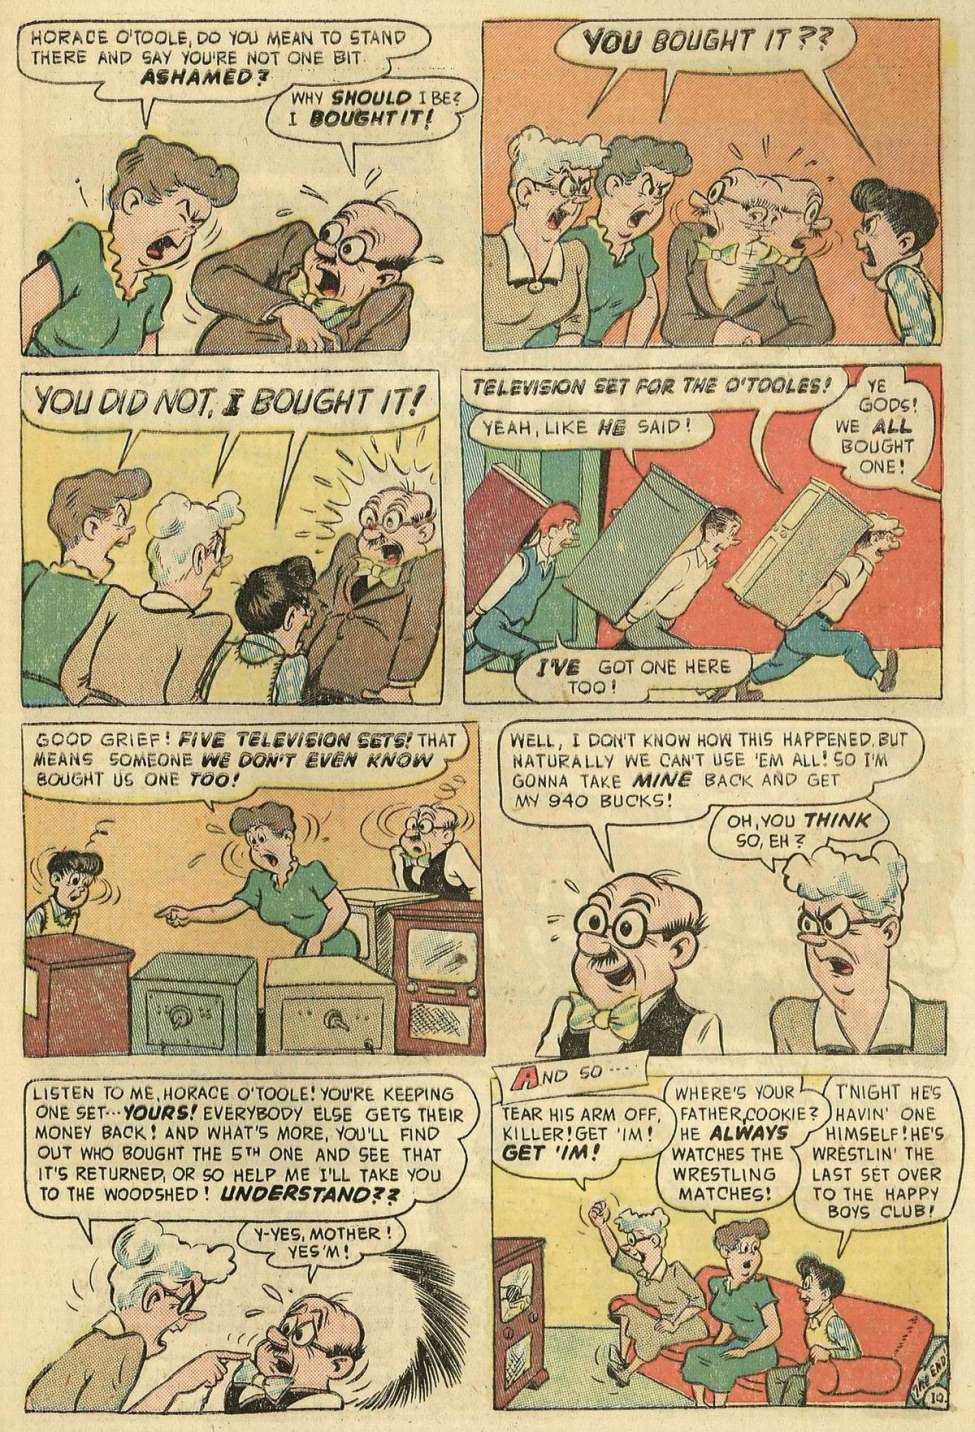 HORACE O'TOOLE, DO YOU MEAN TO STAND
THERE AND SAY YOU'RE NOT ONE BIT
ASHAMED?
WHY SHOULD I BE?
I BOUGHT IT!
YOU BOUGHT IT??
YOU DID NOT, I BOUGHT IT!
TELEVISION SET FOR THE O'TOOLES!
YEAH, LIKE HE SAID!
YE
GODS!
WE ALL
BOUGHT
ONE!
I'VE GOT ONE HERE
TOO!
GOOD GRIEF! FIVE TELEVISION SETS! THAT
MEANS SOMEONE WE DON'T EVEN KNOW
BOUGHT US ONE TOO!
WELL, I DON'T KNOW HOW THIS HAPPENED, BUT
NATURALLY WE CAN'T USE 'EM ALL! SO I'M
GONNA TAKE MINE BACK AND GET
MY 940 BUCKS!
OH, YOU THINK
SO, EH?
LISTEN TO ME, HORACE O'TOOLE! YOU'RE KEEPING
ONE SET--- YOURS! EVERYBODY ELSE GETS THEIR
MONEY BACK! AND WHAT'S MORE, YOU'LL FIND
OUT WHO BOUGHT THE 5TH ONE AND SEE THAT
IT'S RETURNED, OR SO HELP ME I'LL TAKE YOU
TO THE WOODSHED! UNDERSTAND??
Y-YES, MOTHER!
YES'M!
AND SO ----
TEAR HIS ARM OFF,
KILLER! GET 'IM!
GET 'IM!
WHERE'S YOUR
FATHER, COOKIE?
HE ALWAYS
WATCHES THE
WRESTLING
MATCHES!
T'NIGHT HE'S
HAVIN' ONE
HIMSELF! HE'S
WRESTLIN' THE
LAST SET OVER
TO THE HAPPY
BOYS CLUB!
THE END
10